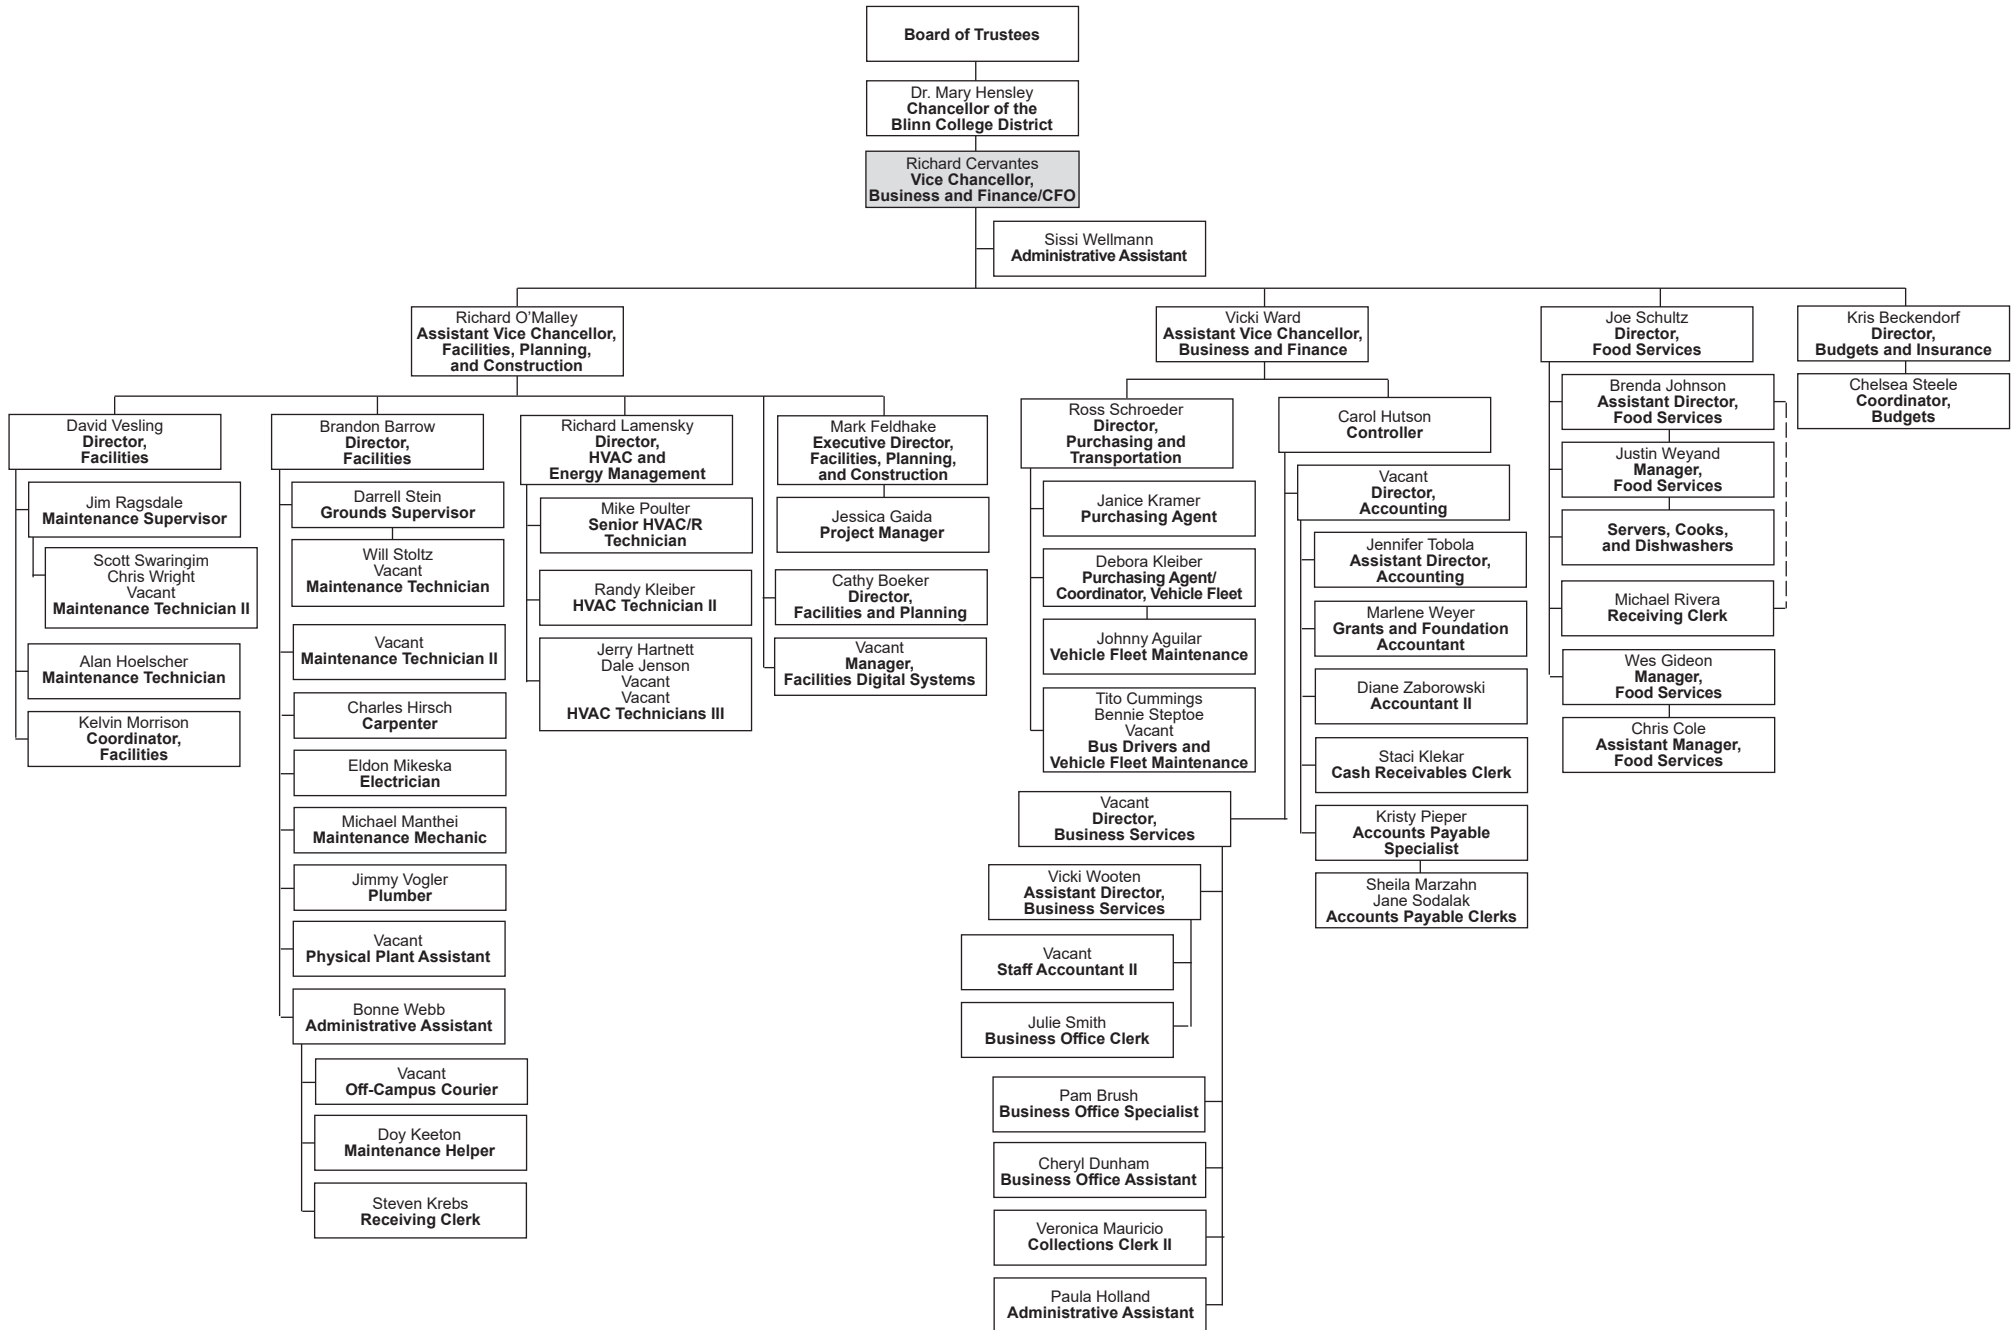 Board of Trustees
Dr. Mary Hensley
Chancellor of the
Blinn College District
Richard Cervantes
Vice Chancellor,
Business and Finance/CFO
Sissi Wellmann
Administrative Assistant
Richard O’Malley
Assistant Vice Chancellor,
Facilities, Planning,
and Construction
David Vesling
Director,
Facilities
Jim Ragsdale
Maintenance Supervisor
Scott Swaringim
Chris Wright
Vacant
Maintenance Technician II
Alan Hoelscher
Maintenance Technician
Kelvin Morrison
Coordinator,
Facilities
Brandon Barrow
Director,
Facilities
Darrell Stein
Grounds Supervisor
Will Stoltz
Vacant
Maintenance Technician
Vacant
Maintenance Technician II
Charles Hirsch
Carpenter
Eldon Mikeska
Electrician
Michael Manthei
Maintenance Mechanic
Jimmy Vogler
Plumber
Vacant
Physical Plant Assistant
Bonne Webb
Administrative Assistant
Vacant
Off-Campus Courier
Doy Keeton
Maintenance Helper
Steven Krebs
Receiving Clerk
Richard Lamensky
Director,
HVAC and
Energy Management
Mike Poulter
Senior HVAC/R
Technician
Randy Kleiber
HVAC Technician II
Jerry Hartnett
Dale Jenson
Vacant
Vacant
HVAC Technicians III
Mark Feldhake
Executive Director,
Facilities, Planning,
and Construction
Jessica Gaida
Project Manager
Cathy Boeker
Director,
Facilities and Planning
Vacant
Manager,
Facilities Digital Systems
Vicki Ward
Assistant Vice Chancellor,
Business and Finance
Ross Schroeder
Director,
Purchasing and
Transportation
Janice Kramer
Purchasing Agent
Debora Kleiber
Purchasing Agent/
Coordinator, Vehicle Fleet
Johnny Aguilar
Vehicle Fleet Maintenance
Tito Cummings
Bennie Steptoe
Vacant
Bus Drivers and
Vehicle Fleet Maintenance
Carol Hutson
Controller
Vacant
Director,
Accounting
Jennifer Tobola
Assistant Director,
Accounting
Marlene Weyer
Grants and Foundation
Accountant
Diane Zaborowski
Accountant II
Staci Klekar
Cash Receivables Clerk
Kristy Pieper
Accounts Payable
Specialist
Sheila Marzahn
Jane Sodalak
Accounts Payable Clerks
Vacant
Director,
Business Services
Vicki Wooten
Assistant Director,
Business Services
Vacant
Staff Accountant II
Julie Smith
Business Office Clerk
Pam Brush
Business Office Specialist
Cheryl Dunham
Business Office Assistant
Veronica Mauricio
Collections Clerk II
Paula Holland
Administrative Assistant
Joe Schultz
Director,
Food Services
Brenda Johnson
Assistant Director,
Food Services
Justin Weyand
Manager,
Food Services
Servers, Cooks,
and Dishwashers
Michael Rivera
Receiving Clerk
Wes Gideon
Manager,
Food Services
Chris Cole
Assistant Manager,
Food Services
Kris Beckendorf
Director,
Budgets and Insurance
Chelsea Steele
Coordinator,
Budgets